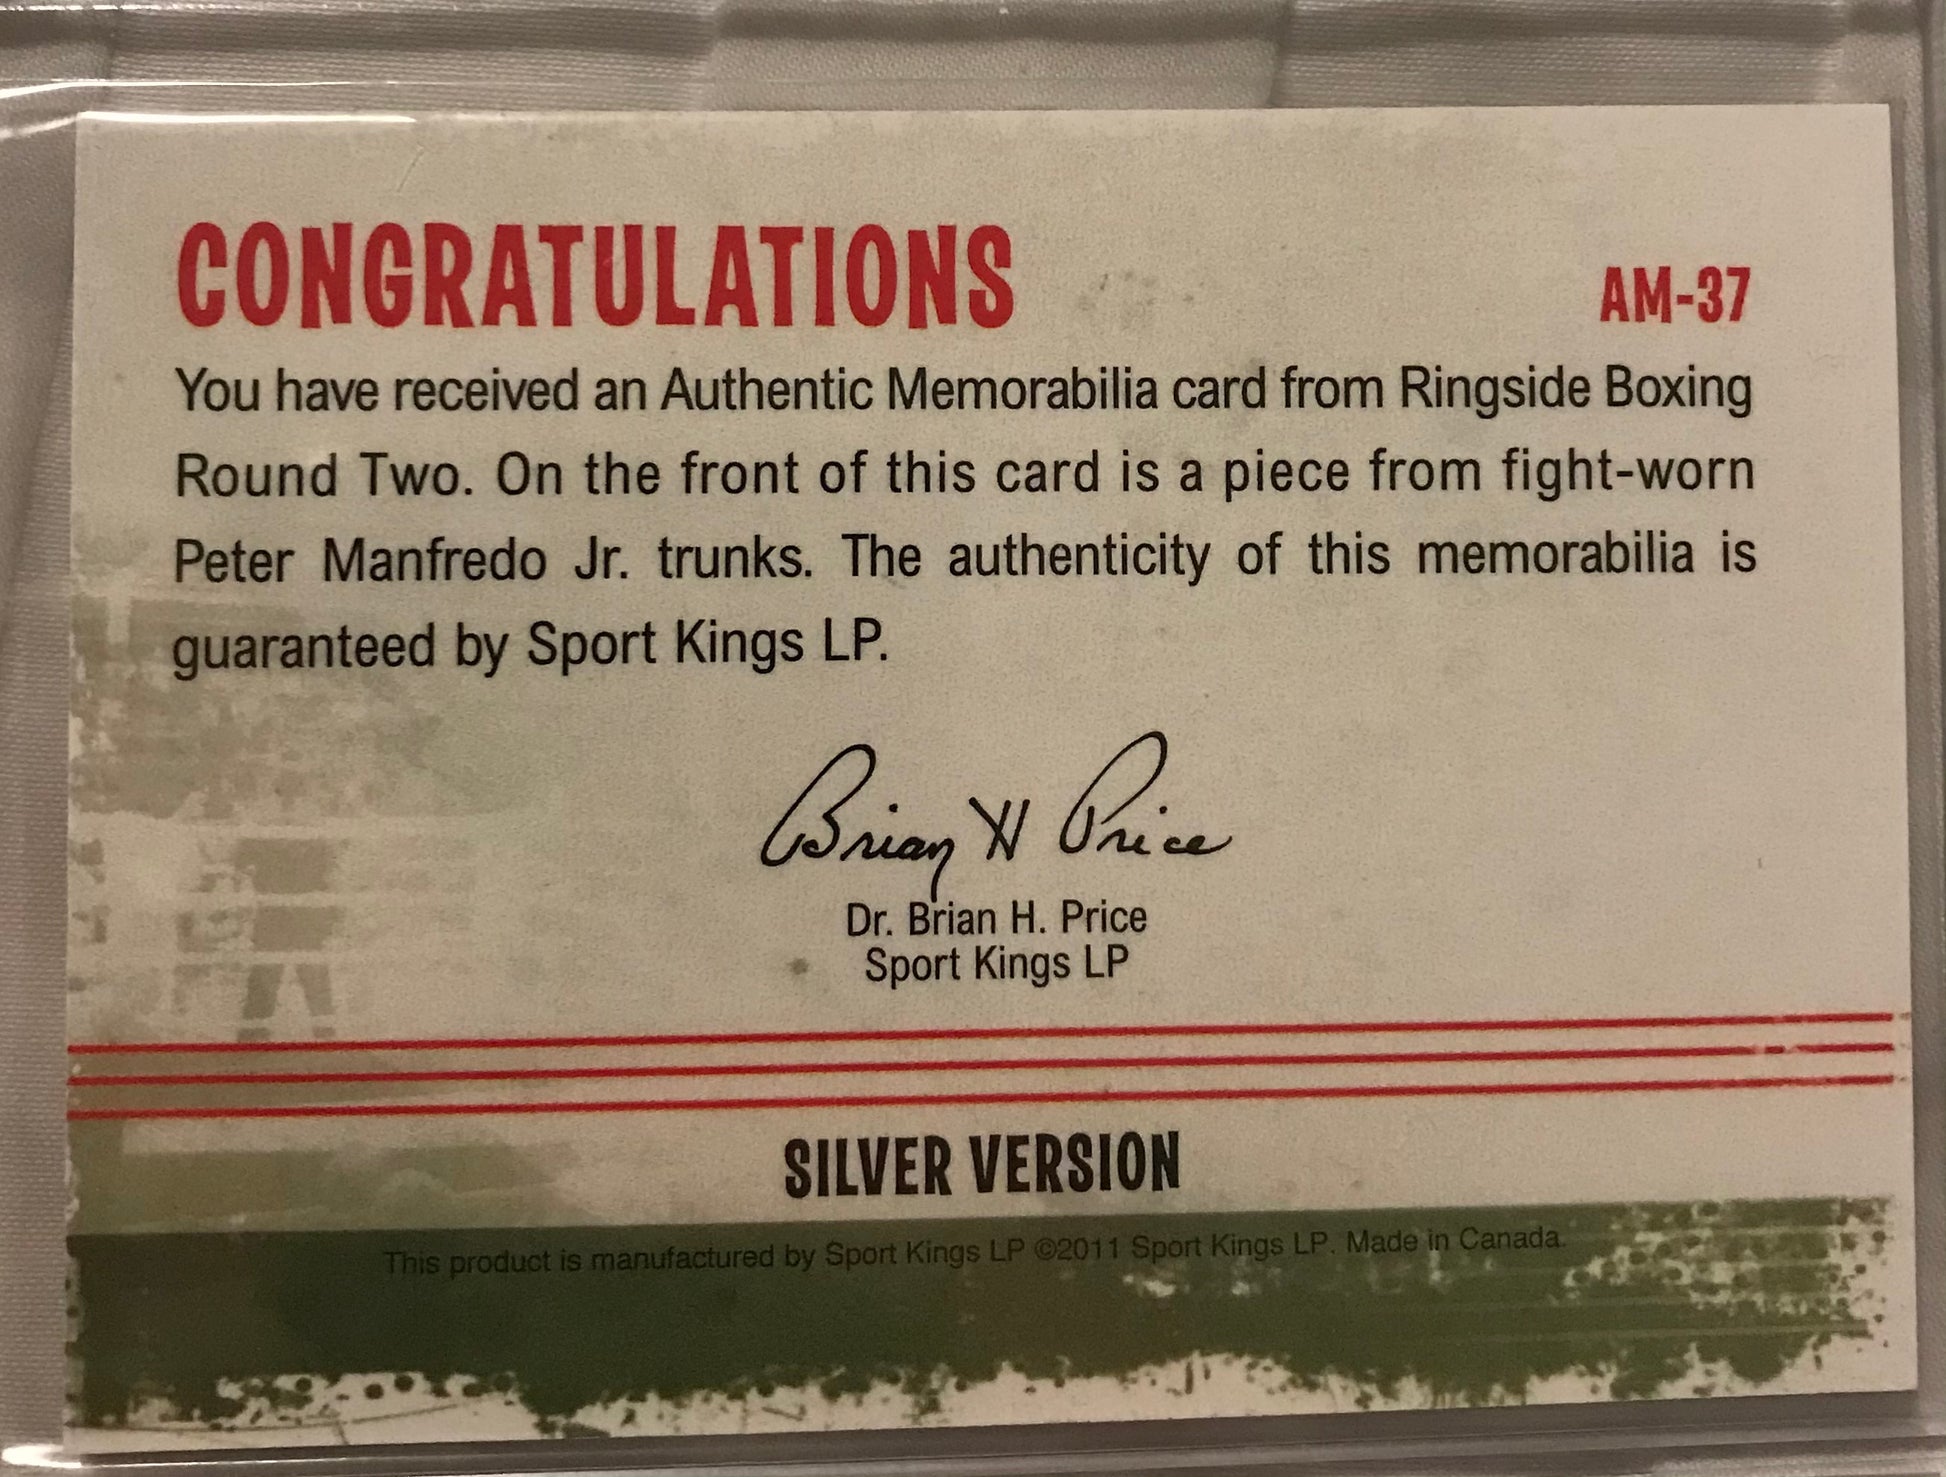 CONGRATULATIONS
AM-37
You have received an Authentic Memorabilia card from Ringside Boxing
Round Two. On the front of this card is a piece from fight-worn
Peter Manfredo Jr. trunks. The authenticity of this memorabilia is
guaranteed by Sport Kings LP.
Brian H Price
Dr. Brian H. Price
Sport Kings LP
SILVER VERSION
This product is manufactured by Sport Kings LP ©2011 Sport Kings LP. Made in Canada.